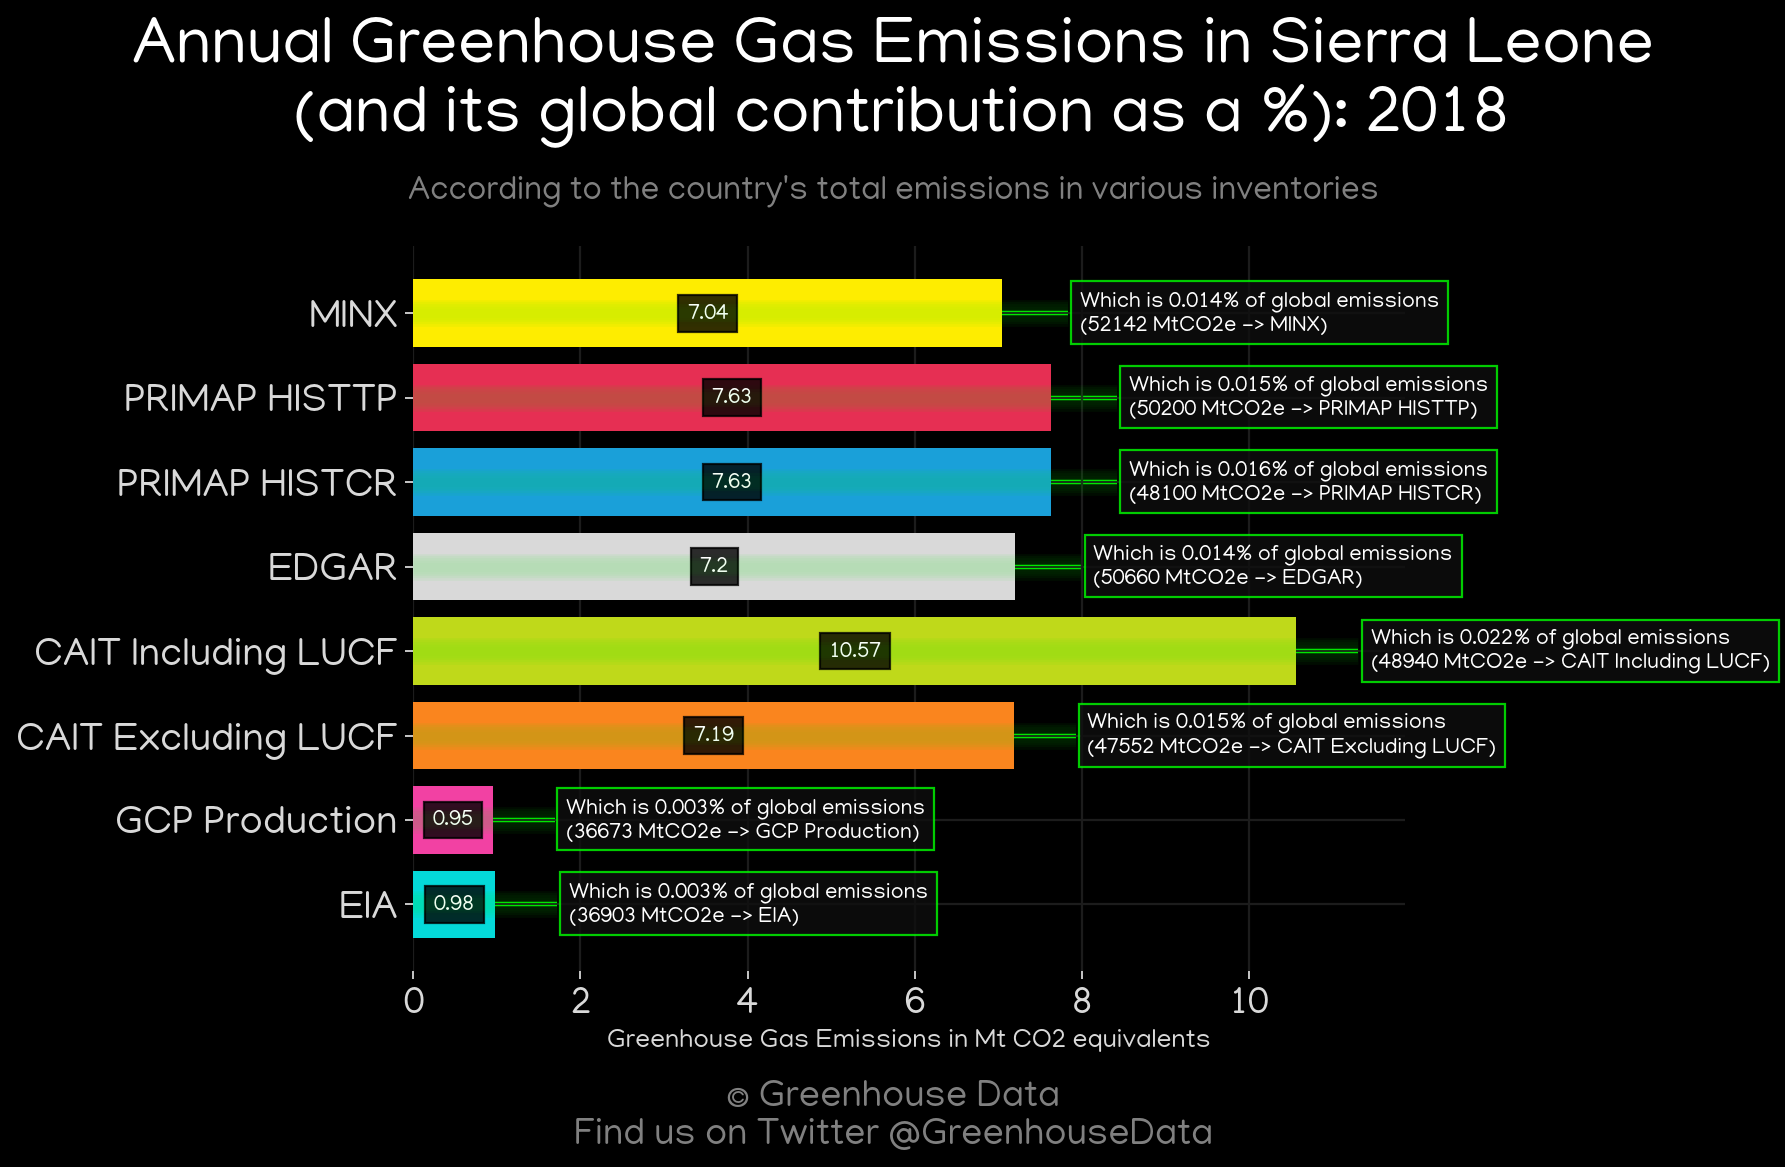 Annual Greenhouse Gas Emissions in Sierra Leone
(and its global contribution as a %): 2018
According to the country's total emissions in various inventories
MINX
7.04
Which is 0.014% of global emissions
(52142 MtCO2e -> MINX)
PRIMAP HISTTP
7.63
Which is 0.015% of global emissions
(50200 MtCO2e -> PRIMAP HISTTP)
PRIMAP HISTCR
7.63
Which is 0.016% of global emissions
(48100 MtCO2e -> PRIMAP HISTCR)
EDGAR
7.2
Which is 0.014% of global emissions
(50660 MtCO2e -> EDGAR)
CAIT Including LUCF
10.57
Which is 0.022% of global emissions
(48940 MtCO2e -> CAIT Including LUCF)
CAIT Excluding LUCF
7.19
Which is 0.015% of global emissions
(47552 MtCO2e -> CAIT Excluding LUCF)
GCP Production
0.95
Which is 0.003% of global emissions
(36673 MtCO2e -> GCP Production)
EIA
0.98
Which is 0.003% of global emissions
(36903 MtCO2e -> EIA)
0 2 4 6 8 10
Greenhouse Gas Emissions in Mt CO2 equivalents
© Greenhouse Data
Find us on Twitter @GreenhouseData